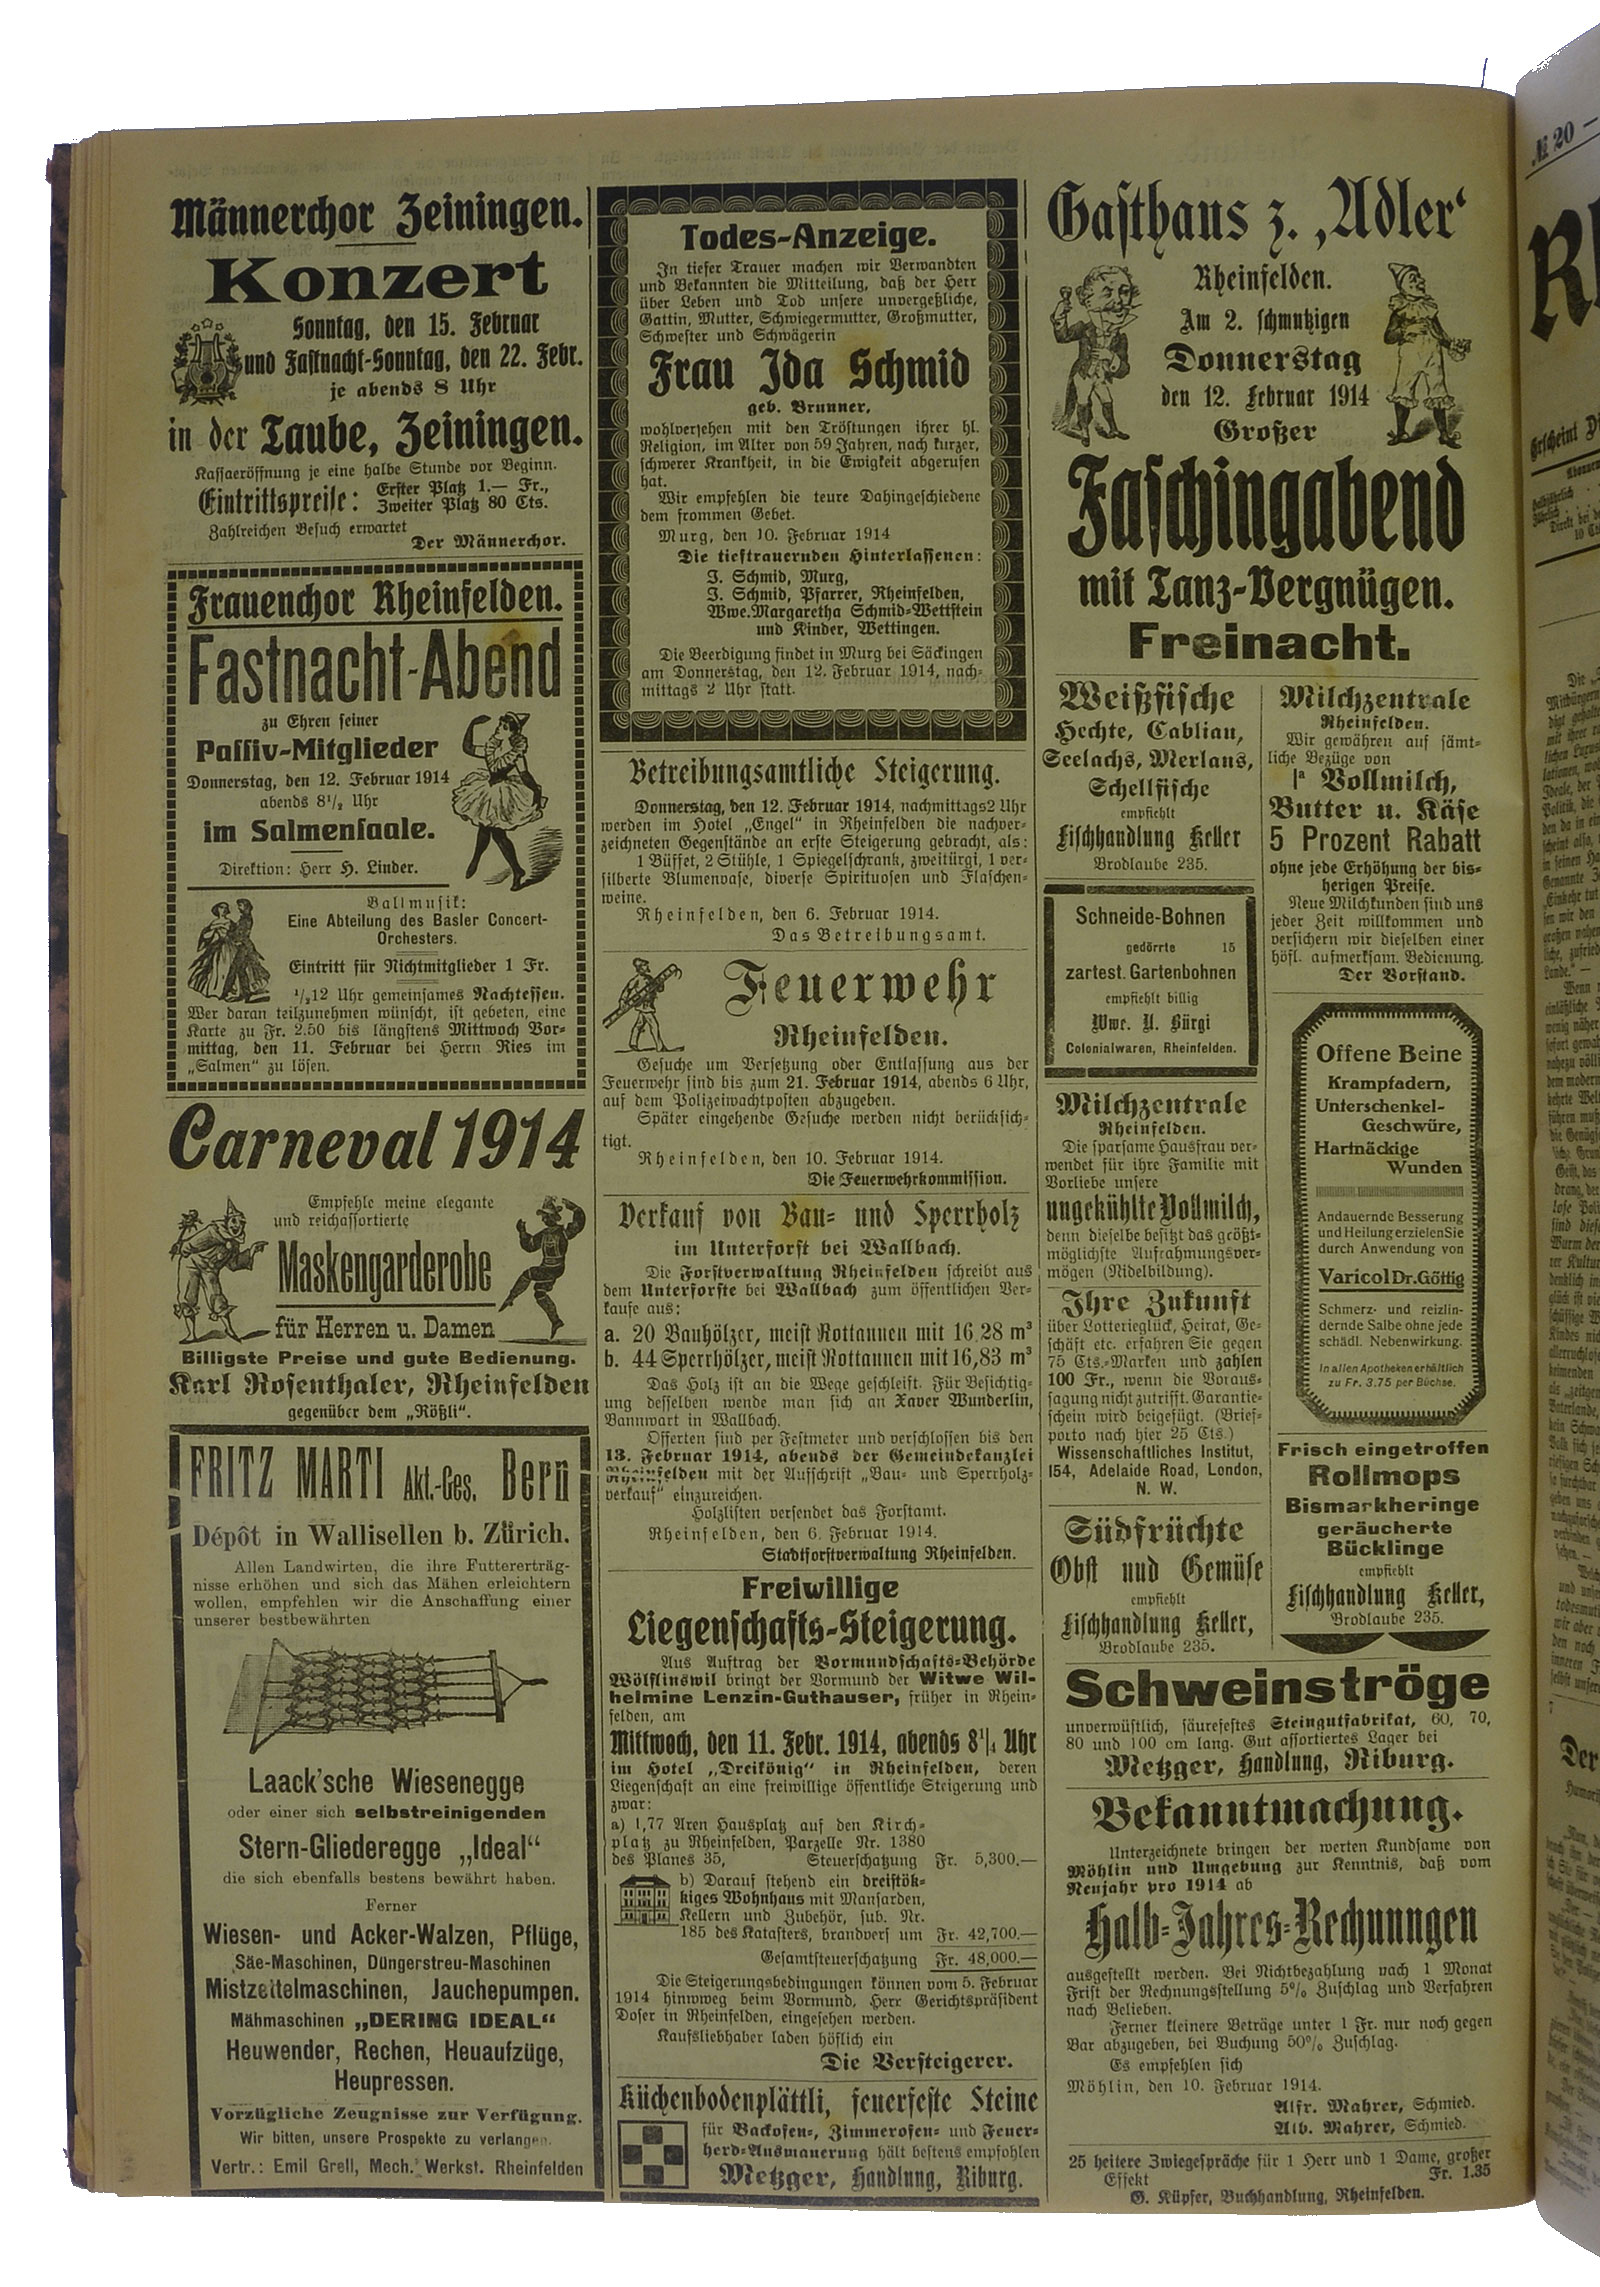 Männerchor Zeiningen.
Konzert
Sonntag, den 15. Februar
und Fastnacht-Sonntag, den 22. Febr.
je abends 8 Uhr
in der Taube, Zeiningen.
Kassaeröffnung je eine halbe Stunde vor Beginn.
Eintrittspreise: Erster Platz 1.— Fr.,
Zweiter Platz 80 Cts.
Zahlreichen Besuch erwartet
Der Männerchor.
Frauenchor Rheinfelden.
Fastnacht-Abend
zu Ehren seiner
Passiv-Mitglieder
Donnerstag, den 12. Februar 1914
abends 8½ Uhr
im Salmensaale.
Direktion: Herr H. Linder.
Ballmusik:
Eine Abteilung des Basler Concert-
Orchesters.
Eintritt für Nichtmitglieder 1 Fr.
½12 Uhr gemeinsames Nachtessen.
Wer daran teilzunehmen wünscht, ist gebeten, eine
Karte zu Fr. 2.50 bis längstens Mittwoch Vor-
mittag, den 11. Februar bei Herrn Ries im
„Salmen“ zu lösen.
Carneval 1914
Empfehle meine elegante
und reichassortierte
Maskengarderobe
für Herren u. Damen
Billigste Preise und gute Bedienung.
Karl Rosenthaler, Rheinfelden
gegenüber dem „Rößli“.
FRITZ MARTI Akt.-Ges. Bern
Dépôt in Wallisellen b. Zürich.
Allen Landwirten, die ihre Futtererträg-
nisse erhöhen und sich das Mähen erleichtern
wollen, empfehlen wir die Anschaffung einer
unserer bestbewährten
Laack'sche Wiesenegge
oder einer sich selbstreinigenden
Stern-Gliederegge „Ideal“
die sich ebenfalls bestens bewährt haben.
Ferner
Wiesen- und Acker-Walzen, Pflüge,
Säe-Maschinen, Düngerstreu-Maschinen
Mistzettelmaschinen, Jauchepumpen.
Mähmaschinen „DERING IDEAL“
Heuwender, Rechen, Heuaufzüge,
Heupressen.
Vorzügliche Zeugnisse zur Verfügung.
Wir bitten, unsere Prospekte zu verlangen.
Vertr.: Emil Grell, Mech. Werkst. Rheinfelden
Todes-Anzeige.
In tiefer Trauer machen wir Verwandten
und Bekannten die Mitteilung, daß der Herr
über Leben und Tod unsere unvergeßliche,
Gattin, Mutter, Schwiegermutter, Großmutter,
Schwester und Schwägerin
Frau Ida Schmid
geb. Brunner,
wohlversehen mit den Tröstungen ihrer hl.
Religion, im Alter von 59 Jahren, nach kurzer,
schwerer Krankheit, in die Ewigkeit abgerufen
hat.
Wir empfehlen die teure Dahingeschiedene
dem frommen Gebet.
Murg, den 10. Februar 1914
Die tieftrauernden Hinterlassenen:
J. Schmid, Murg,
J. Schmid, Pfarrer, Rheinfelden,
Wwe. Margaretha Schmid-Wettstein
und Kinder, Wettingen.
Die Beerdigung findet in Murg bei Säckingen
am Donnerstag, den 12. Februar 1914, nach-
mittags 2 Uhr statt.
Betreibungsamtliche Steigerung.
Donnerstag, den 12. Februar 1914, nachmittags 2 Uhr
werden im Hotel „Engel“ in Rheinfelden die nachver-
zeichneten Gegenstände an erste Steigerung gebracht, als:
1 Büffet, 2 Stühle, 1 Spiegelschrank, zweitürgi, 1 ver-
silberte Blumenvase, diverse Spirituosen und Flaschen-
weine.
Rheinfelden, den 6. Februar 1914.
Das Betreibungsamt.
Feuerwehr
Rheinfelden.
Gesuche um Versetzung oder Entlassung aus der
Feuerwehr sind bis zum 21. Februar 1914, abends 6 Uhr,
auf dem Polizeiwachtposten abzugeben.
Später eingehende Gesuche werden nicht berücksich-
tigt.
Rheinfelden, den 10. Februar 1914.
Die Feuerwehrkommission.
Verkauf von Bau- und Sperrholz
im Unterforst bei Wallbach.
Die Forstverwaltung Rheinfelden schreibt aus
dem Unterforste bei Wallbach zum öffentlichen Ver-
kaufe aus:
a. 20 Bauhölzer, meist Rottannen mit 16,28 m³
b. 44 Sperrhölzer, meist Rottannen mit 16,83 m³
Das Holz ist an die Wege geschleift. Für Besichtig-
ung desselben wende man sich an Xaver Wunderlin,
Bannwart in Wallbach.
Offerten sind per Festmeter und verschlossen bis den
13. Februar 1914, abends der Gemeindekanzlei
Rheinfelden mit der Aufschrift „Bau- und Sperrholz-
verkauf“ einzureichen.
Holzlisten versendet das Forstamt.
Rheinfelden, den 6. Februar 1914.
Stadtforstverwaltung Rheinfelden.
Freiwillige
Liegenschafts-Steigerung.
Aus Auftrag der Vormundschafts-Behörde
Wölflinswil bringt der Vormund der Witwe Wil-
helmine Lenzin-Guthauser, früher in Rhein-
felden, am
Mittwoch, den 11. Febr. 1914, abends 8¼ Uhr
im Hotel „Dreikönig“ in Rheinfelden, deren
Liegenschaft an eine freiwillige öffentliche Steigerung und
zwar:
a) 1,77 Aren Hausplatz auf den Kirch-
platz zu Rheinfelden, Parzelle Nr. 1380
des Planes 35, Steuerschatzung Fr. 5,300.—
b) Darauf stehend ein dreistök-
kiges Wohnhaus mit Mansarden,
Kellern und Zubehör, sub. Nr.
185 des Katasters, brandvers um Fr. 42,700.—
Gesamtsteuerschatzung Fr. 48,000.—
Die Steigerungsbedingungen können vom 5. Februar
1914 hinwweg beim Vormund, Herr Gerichtspräsident
Doser in Rheinfelden, eingesehen werden.
Kaufsliebhaber laden höflich ein
Die Versteigerer.
Küchenbodenplättli, feuerfeste Steine
für Backofen-, Zimmerofen- und Feuer-
herd-Ausmauerung hält bestens empfohlen
Metzger, Handlung, Riburg.
Gasthaus z. ‚Adler‘
Rheinfelden.
Am 2. schmutzigen
Donnerstag
den 12. Februar 1914
Großer
Faschingabend
mit Tanz-Vergnügen.
Freinacht.
Weißfische
Hechte, Cabliau,
Seelachs, Merlans,
Schellfische
empfiehlt
Fischhandlung Keller
Brodlaube 235.
Schneide-Bohnen
gedörrte 15
zartest. Gartenbohnen
empfiehlt billig
Wwe. U. Bürgi
Colonialwaren, Rheinfelden.
Milchzentrale
Rheinfelden.
Die sparsame Hausfrau ver-
wendet für ihre Familie mit
Vorliebe unsere
ungekühlte Vollmilch,
denn dieselbe besitzt das größt-
möglichste Aufrahmungsver-
mögen (Nidelbildung).
Ihre Zukunft
über Lotterieglück, Heirat, Ge-
schäft etc. erfahren Sie gegen
75 Cts.-Marken und zahlen
100 Fr., wenn die Voraus-
sagung nicht zutrifft. Garantie-
schein wird beigefügt. (Brief-
porto nach hier 25 Cts.)
Wissenschaftliches Institut,
154, Adelaide Road, London,
N. W.
Südfrüchte
Obst und Gemüse
empfiehlt
Fischhandlung Keller,
Brodlaube 235.
Milchzentrale
Rheinfelden.
Wir gewähren auf sämt-
liche Bezüge von
Iª Vollmilch,
Butter u. Käse
5 Prozent Rabatt
ohne jede Erhöhung der bis-
herigen Preise.
Neue Milchkunden sind uns
jeder Zeit willkommen und
versichern wir dieselben einer
höfl. aufmerksam. Bedienung.
Der Vorstand.
Offene Beine
Krampfadern,
Unterschenkel-
Geschwüre,
Hartnäckige
Wunden
Andauernde Besserung
und Heilung erzielen Sie
durch Anwendung von
Varicol Dr. Göttig
Schmerz- und reizlin-
dernde Salbe ohne jede
schädl. Nebenwirkung.
In allen Apotheken erhältlich
zu Fr. 3.75 per Büchse.
Frisch eingetroffen
Rollmops
Bismarkheringe
geräucherte
Bücklinge
empfiehlt
Fischhandlung Keller,
Brodlaube 235.
Schweinströge
unverwüstlich, säurefestes Steingutfabrikat, 60, 70,
80 und 100 cm lang. Gut assortiertes Lager bei
Metzger, Handlung, Riburg.
Bekanntmachung.
Unterzeichnete bringen der werten Kundsame von
Möhlin und Umgebung zur Kenntnis, daß vom
Neujahr pro 1914 ab
Halb-Jahres-Rechnungen
ausgestellt werden. Bei Nichtbezahlung nach 1 Monat
Frist der Rechnungsstellung 5% Zuschlag und Verfahren
nach Belieben.
Ferner kleinere Beträge unter 1 Fr. nur noch gegen
Bar abzugeben, bei Buchung 50% Zuschlag.
Es empfehlen sich
Möhlin, den 10. Februar 1914.
Alfr. Mahrer, Schmied.
Alb. Mahrer, Schmied.
25 heitere Zwiegespräche für 1 Herr und 1 Dame, großer
Effekt Fr. 1.35
G. Küpfer, Buchhandlung, Rheinfelden.
№ 20 —